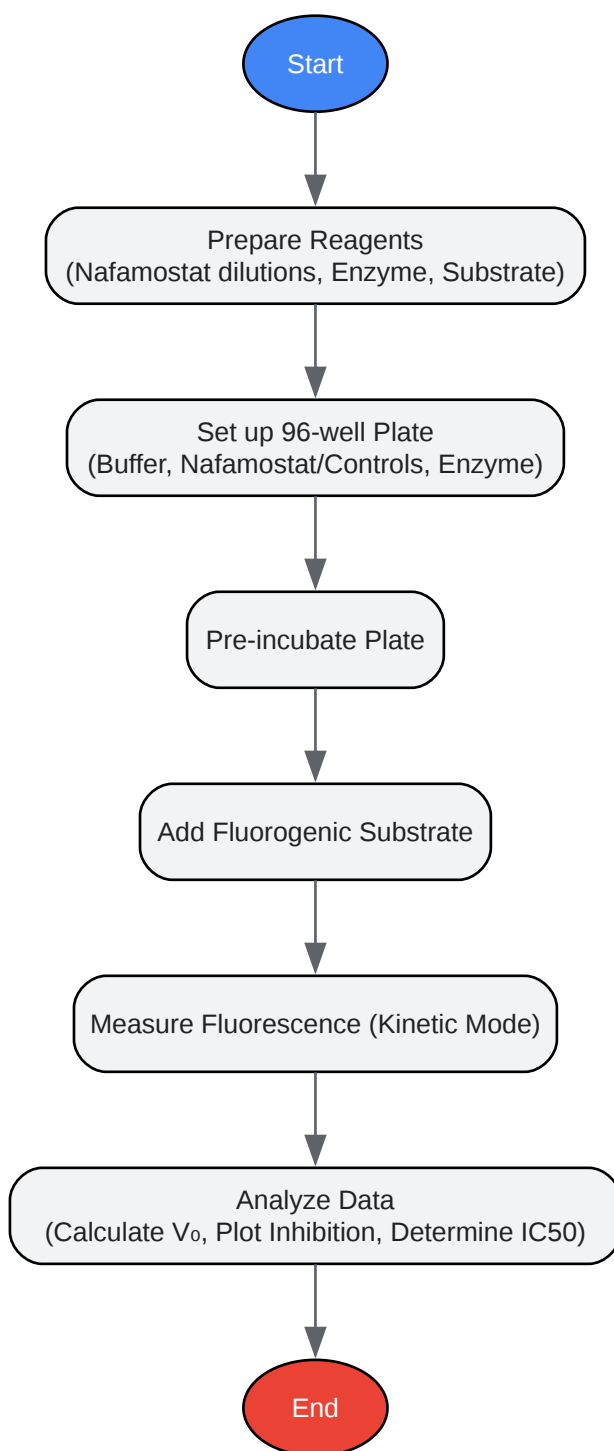 Start
Prepare Reagents
(Nafamostat dilutions, Enzyme, Substrate)
Set up 96-well Plate
(Buffer, Nafamostat/Controls, Enzyme)
Pre-incubate Plate
Add Fluorogenic Substrate
Measure Fluorescence (Kinetic Mode)
Analyze Data
(Calculate V₀, Plot Inhibition, Determine IC50)
End